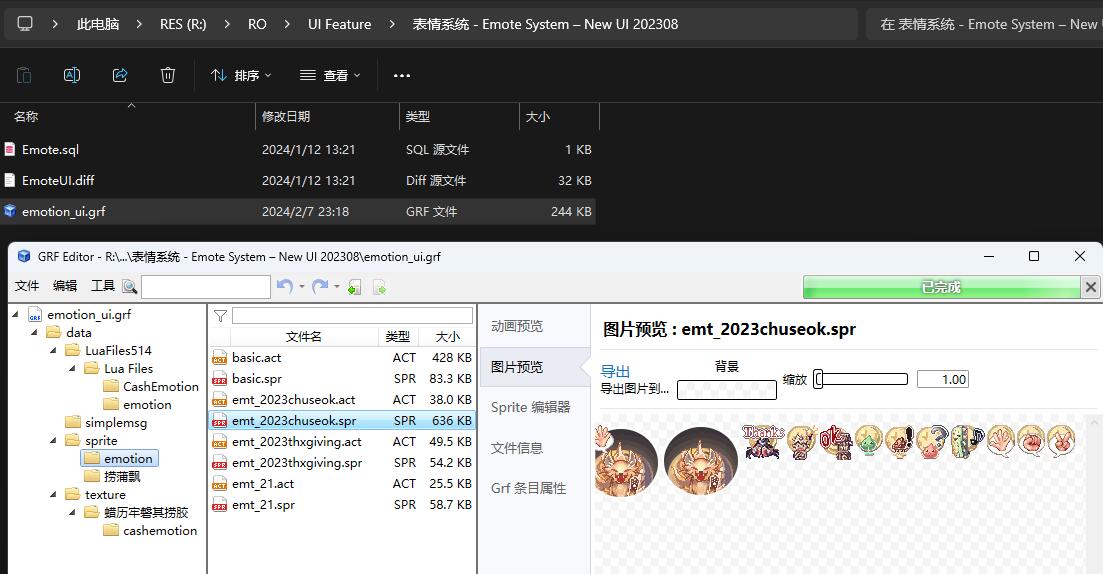 此电脑 RES (R:) RO UI Feature 表情系统 - Emote System – New UI 202308 在 表情系统 - Emote System – New
排序 查看
名称 修改日期 类型 大小
Emote.sql 2024/1/12 13:21 SQL 源文件 1 KB
EmoteUI.diff 2024/1/12 13:21 Diff 源文件 32 KB
emotion_ui.grf 2024/2/7 23:18 GRF 文件 244 KB
GRF Editor - R:\...\表情系统 - Emote System – New UI 202308\emotion_ui.grf
文件 编辑 工具 已完成
emotion_ui.grf
data
LuaFiles514
Lua Files
CashEmotion
emotion
simplemsg
sprite
emotion
捞蒲飘
texture
蜡历牢磐其捞胶
cashemotion
文件名 类型 大小
basic.act ACT 428 KB
basic.spr SPR 83.3 KB
emt_2023chuseok.act ACT 38.0 KB
emt_2023chuseok.spr SPR 636 KB
emt_2023thxgiving.act ACT 49.5 KB
emt_2023thxgiving.spr SPR 54.2 KB
emt_21.act ACT 25.5 KB
emt_21.spr SPR 58.7 KB
动画预览
图片预览
Sprite 编辑器
文件信息
Grf 条目属性
图片预览 : emt_2023chuseok.spr
导出
导出图片到...
背景
缩放 1.00
Thanks
Ok